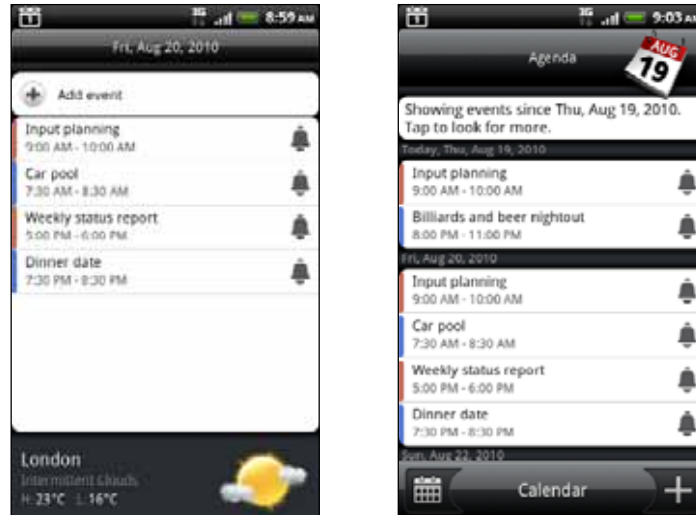 3G
8:59 AM
Fri, Aug 20, 2010
Add event
Input planning
9:00 AM - 10:00 AM
Car pool
7:30 AM - 8:30 AM
Weekly status report
5:00 PM - 6:00 PM
Dinner date
7:30 PM - 8:30 PM
London
Intermittent Clouds
H: 23°C L: 16°C
1
3G
9:03 AM
Agenda
AUG
19
Showing events since Thu, Aug 19, 2010.
Tap to look for more.
Today, Thu, Aug 19, 2010
Input planning
9:00 AM - 10:00 AM
Billiards and beer nightout
8:00 PM - 11:00 PM
Fri, Aug 20, 2010
Input planning
9:00 AM - 10:00 AM
Car pool
7:30 AM - 8:30 AM
Weekly status report
5:00 PM - 6:00 PM
Dinner date
7:30 PM - 8:30 PM
Sun, Aug 22, 2010
Calendar